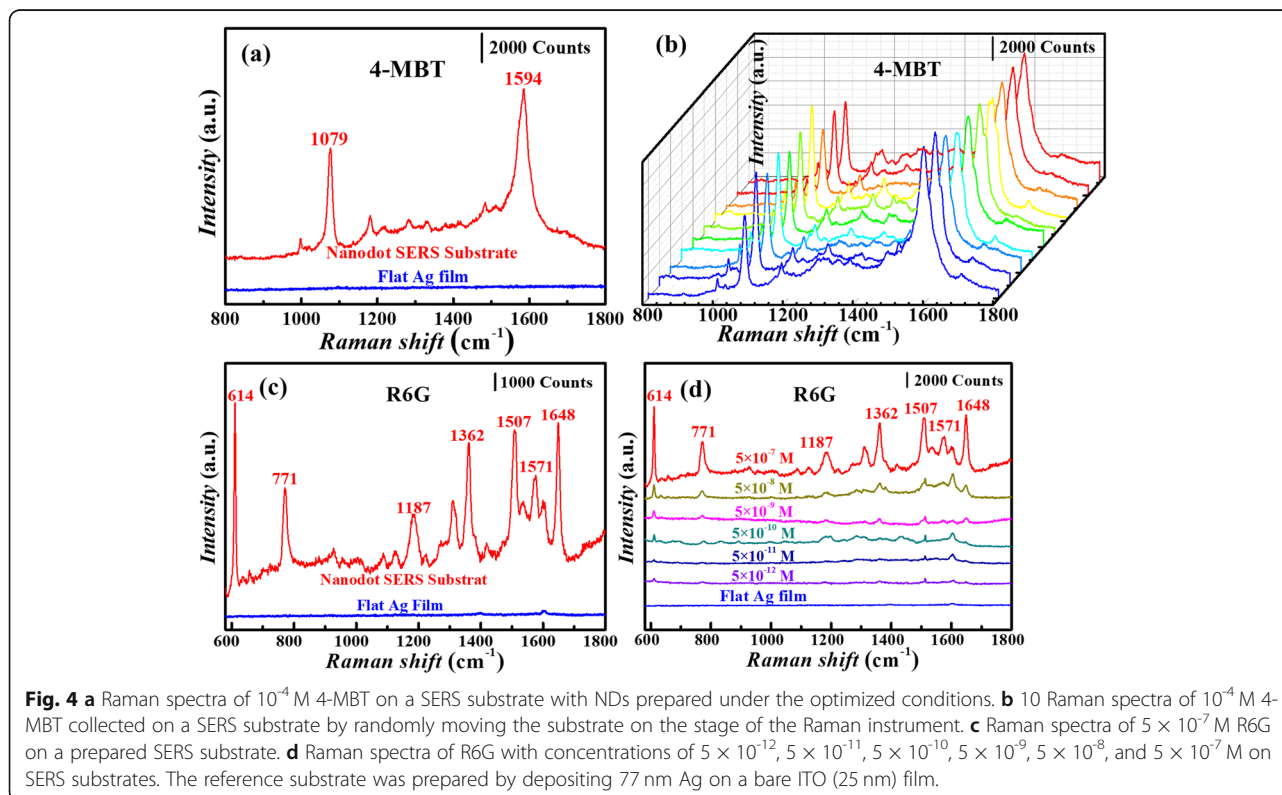 (a)
2000 Counts
4-MBT
1594
1079
Nanodot SERS Substrate
Flat Ag film
Intensity (a.u.)
800 1000 1200 1400 1600 1800
Raman shift (cm⁻¹)
(b)
2000 Counts
4-MBT
Intensity (a.u.)
800 1000 1200 1400 1600 1800
800 1000 1200 1400 1600 1800
Raman shift (cm⁻¹)
(c)
1000 Counts
R6G
614
771
1187
1362
1507
1571
1648
Nanodot SERS Substrat
Flat Ag Film
Intensity (a.u.)
600 800 1000 1200 1400 1600 1800
Raman shift (cm⁻¹)
(d)
2000 Counts
R6G
614
771
1187
1362
1507
1571
1648
5×10⁻⁷ M
5×10⁻⁸ M
5×10⁻⁹ M
5×10⁻¹⁰ M
5×10⁻¹¹ M
5×10⁻¹² M
Flat Ag film
Intensity (a.u.)
600 800 1000 1200 1400 1600 1800
Raman shift (cm⁻¹)
Fig. 4 a Raman spectra of 10⁻⁴ M 4-MBT on a SERS substrate with NDs prepared under the optimized conditions. b 10 Raman spectra of 10⁻⁴ M 4-
MBT collected on a SERS substrate by randomly moving the substrate on the stage of the Raman instrument. c Raman spectra of 5 × 10⁻⁷ M R6G
on a prepared SERS substrate. d Raman spectra of R6G with concentrations of 5 × 10⁻¹², 5 × 10⁻¹¹, 5 × 10⁻¹⁰, 5 × 10⁻⁹, 5 × 10⁻⁸, and 5 × 10⁻⁷ M on
SERS substrates. The reference substrate was prepared by depositing 77 nm Ag on a bare ITO (25 nm) film.